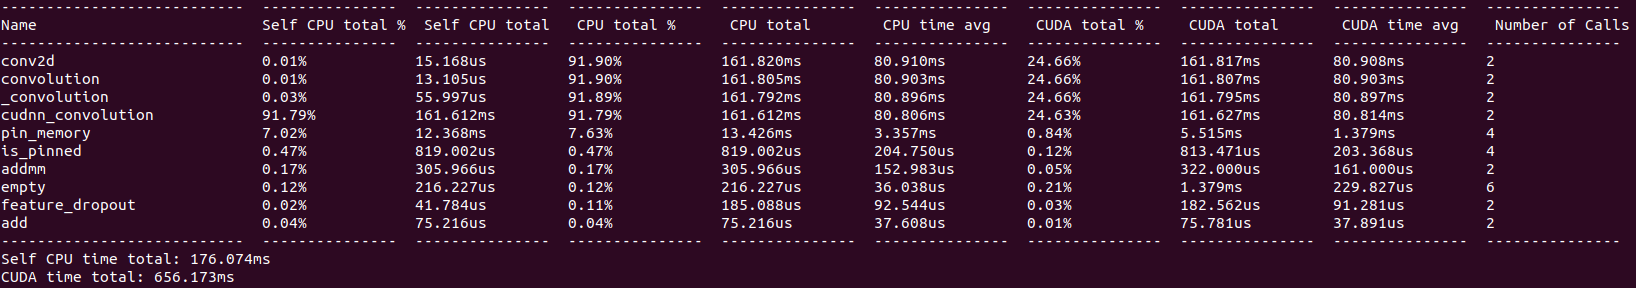 ---------------------------  ---------------  ---------------  ---------------  ---------------  ---------------  ---------------  ---------------  ---------------  ---------------
Name                         Self CPU total %  Self CPU total   CPU total %      CPU total        CPU time avg     CUDA total %     CUDA total       CUDA time avg    Number of Calls
---------------------------  ---------------  ---------------  ---------------  ---------------  ---------------  ---------------  ---------------  ---------------  ---------------
conv2d                       0.01%            15.168us         91.90%           161.820ms        80.910ms         24.66%           161.817ms        80.908ms         2
convolution                  0.01%            13.105us         91.90%           161.805ms        80.903ms         24.66%           161.807ms        80.903ms         2
_convolution                 0.03%            55.997us         91.89%           161.792ms        80.896ms         24.66%           161.795ms        80.897ms         2
cudnn_convolution            91.79%           161.612ms        91.79%           161.612ms        80.806ms         24.63%           161.627ms        80.814ms         2
pin_memory                   7.02%            12.368ms         7.63%            13.426ms         3.357ms          0.84%            5.515ms          1.379ms          4
is_pinned                    0.47%            819.002us        0.47%            819.002us        204.750us        0.12%            813.471us        203.368us        4
addmm                        0.17%            305.966us        0.17%            305.966us        152.983us        0.05%            322.000us        161.000us        2
empty                        0.12%            216.227us        0.12%            216.227us        36.038us         0.21%            1.379ms          229.827us        6
feature_dropout              0.02%            41.784us         0.11%            185.088us        92.544us         0.03%            182.562us        91.281us         2
add                          0.04%            75.216us         0.04%            75.216us         37.608us         0.01%            75.781us         37.891us         2
---------------------------  ---------------  ---------------  ---------------  ---------------  ---------------  ---------------  ---------------  ---------------  ---------------
Self CPU time total: 176.074ms
CUDA time total: 656.173ms